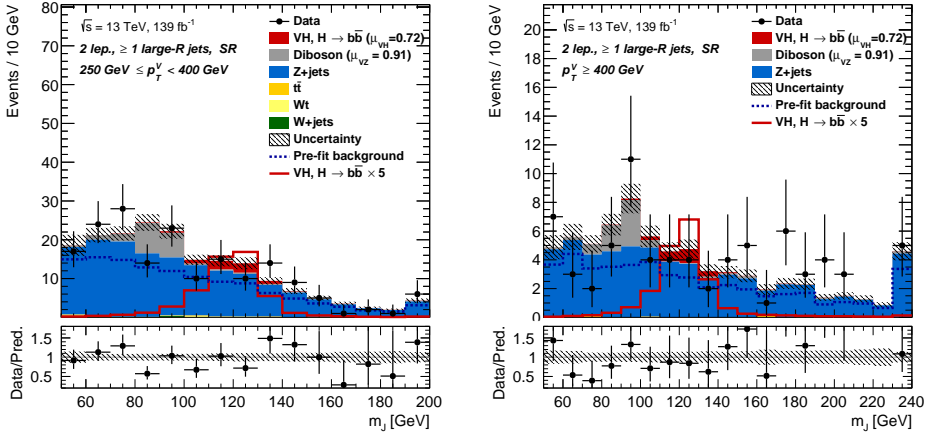 Events / 10 GeV
80
70
60
50
40
30
20
10
√s = 13 TeV, 139 fb⁻¹
2 lep., ≥ 1 large-R jets, SR
250 GeV ≤ p_T^V < 400 GeV
Data
VH, H → bb̄ (μ_VH=0.72)
Diboson (μ_VZ = 0.91)
Z+jets
tt̄
Wt
W+jets
Uncertainty
Pre-fit background
VH, H → bb̄ × 5
Data/Pred.
1.5
1
0.5
60 80 100 120 140 160 180 200
m_J [GeV]
Events / 10 GeV
22
20
18
16
14
12
10
8
6
4
2
0
√s = 13 TeV, 139 fb⁻¹
2 lep., ≥ 1 large-R jets, SR
p_T^V ≥ 400 GeV
Data
VH, H → bb̄ (μ_VH=0.72)
Diboson (μ_VZ = 0.91)
Z+jets
Uncertainty
Pre-fit background
VH, H → bb̄ × 5
Data/Pred.
1.5
1
0.5
60 80 100 120 140 160 180 200 220 240
m_J [GeV]